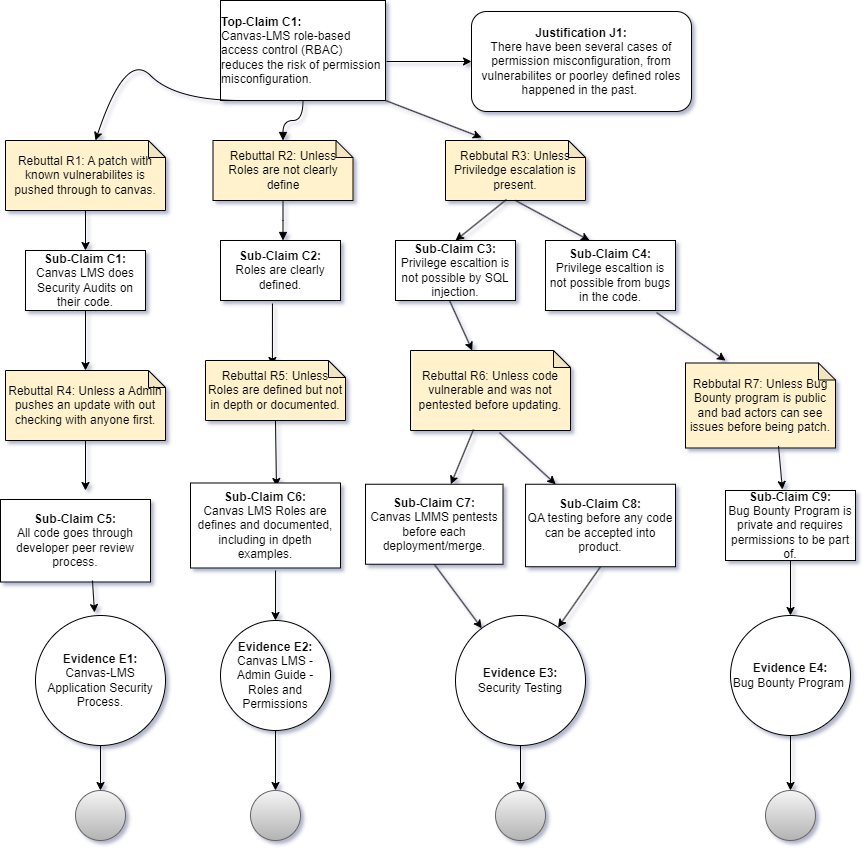 Top-Claim C1:
Canvas-LMS role-based
access control (RBAC)
reduces the risk of permission
misconfiguration.
Justification J1:
There have been several cases of
permission misconfiguration, from
vulnerabilites or poorley defined roles
happened in the past.
Rebuttal R1: A patch with
known vulnerabilites is
pushed through to canvas.
Rebuttal R2: Unless
Roles are not clearly
define
Rebbutal R3: Unless
Priviledge escalation is
present.
Sub-Claim C1:
Canvas LMS does
Security Audits on
their code.
Sub-Claim C2:
Roles are clearly
defined.
Sub-Claim C3:
Privilege escaltion is
not possible by SQL
injection.
Sub-Claim C4:
Privilege escaltion is
not possible from bugs
in the code.
Rebuttal R4: Unless a Admin
pushes an update with out
checking with anyone first.
Rebuttal R5: Unless
Roles are defined but not
in depth or documented.
Rebuttal R6: Unless code
vulnerable and was not
pentested before updating.
Rebbutal R7: Unless Bug
Bounty program is public
and bad actors can see
issues before being patch.
Sub-Claim C5:
All code goes through
developer peer review
process.
Sub-Claim C6:
Canvas LMS Roles are
defines and documented,
including in dpeth
examples.
Sub-Claim C7:
Canvas LMMS pentests
before each
deployment/merge.
Sub-Claim C8:
QA testing before any code
can be accepted into
product.
Sub-Claim C9:
Bug Bounty Program is
private and requires
permissions to be part
of.
Evidence E1:
Canvas-LMS
Application Security
Process.
Evidence E2:
Canvas LMS -
Admin Guide -
Roles and
Permissions
Evidence E3:
Security Testing
Evidence E4:
Bug Bounty Program